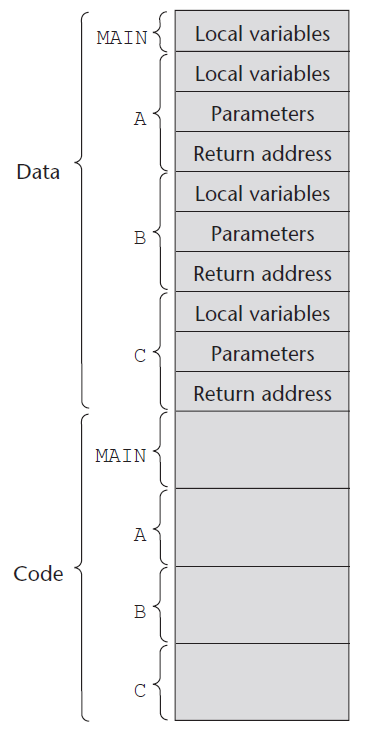 MAIN
Local variables
Local variables
A
Parameters
Return address
Data
Local variables
B
Parameters
Return address
Local variables
C
Parameters
Return address
MAIN
A
Code
B
C